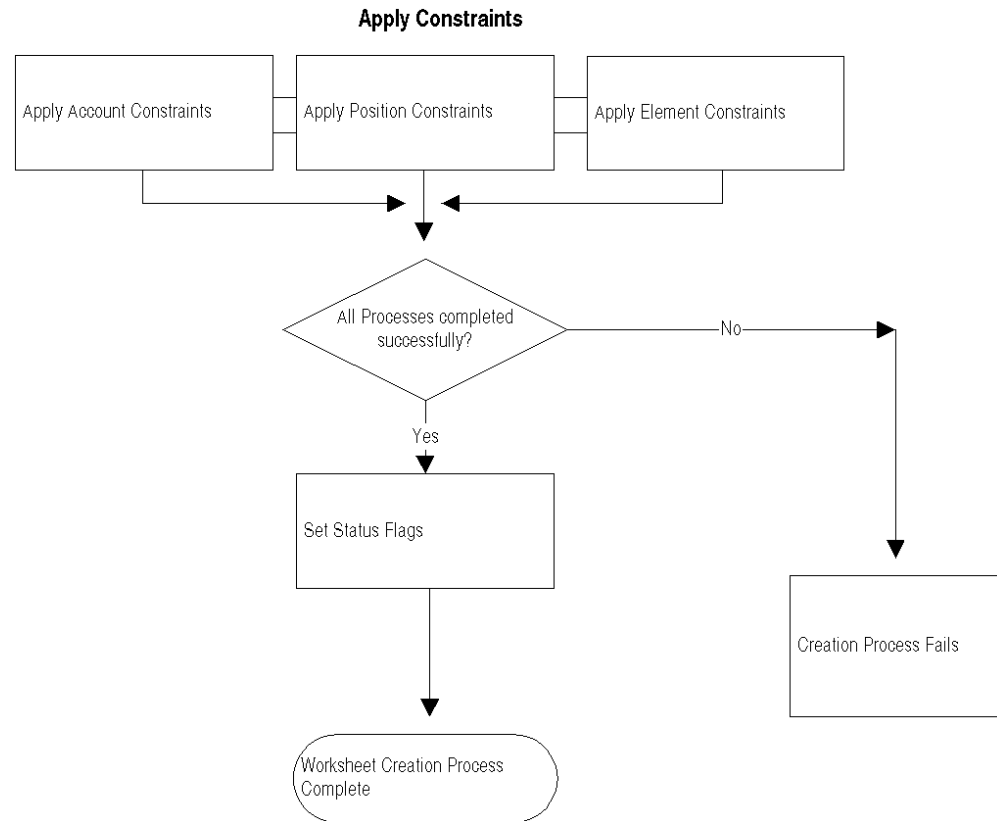 Apply Constraints
Apply Account Constraints
Apply Position Constraints
Apply Element Constraints
All Processes completed
successfully?
No
Yes
Set Status Flags
Creation Process Fails
Worksheet Creation Process
Complete